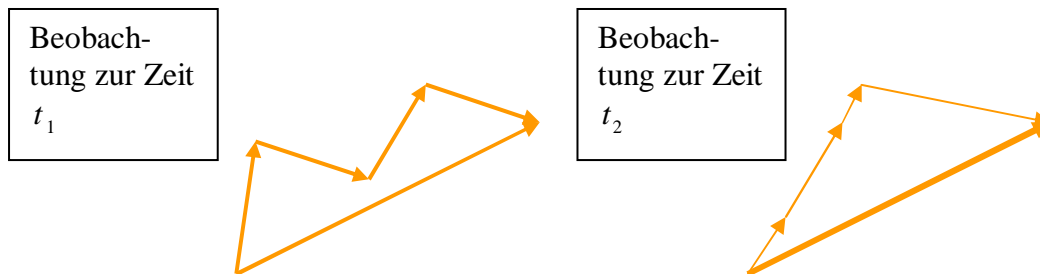 Beobach-
tung zur Zeit
t₁
Beobach-
tung zur Zeit
t₂